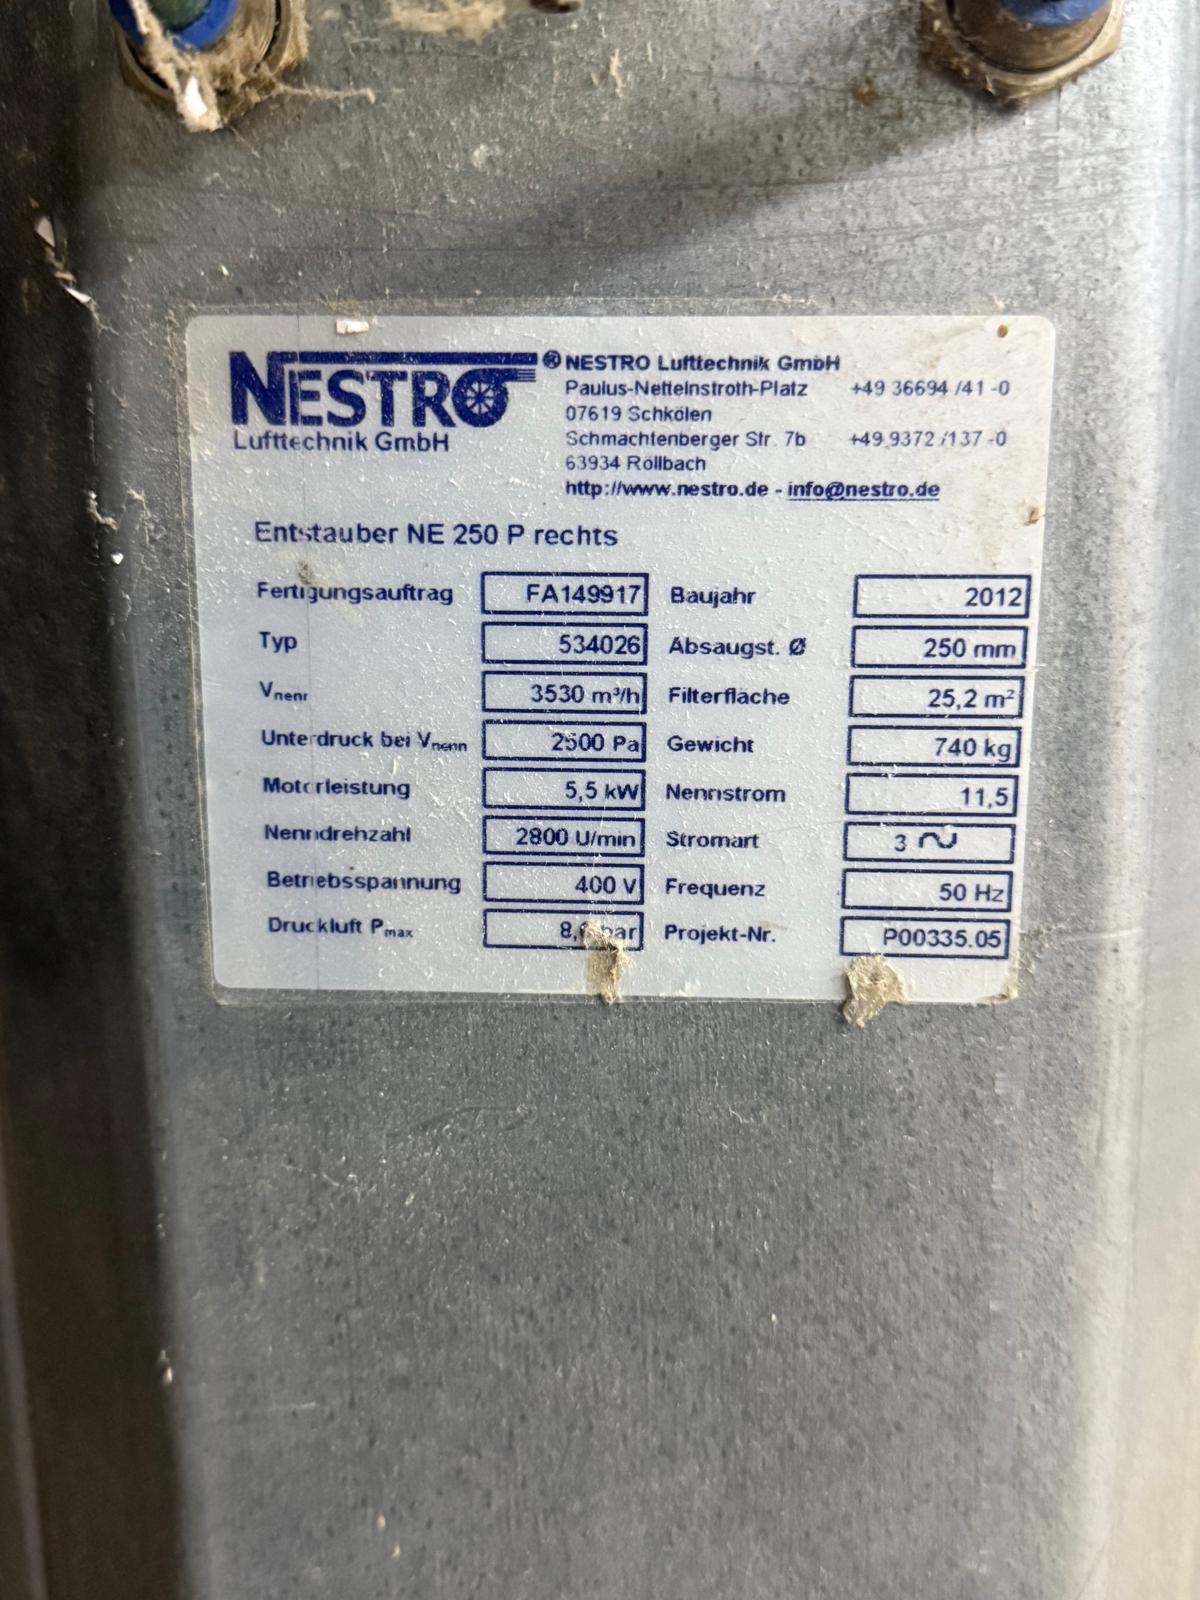 NESTRO ® NESTRO Lufttechnik GmbH
Lufttechnik GmbH
Paulus-Nettelnstroth-Platz +49 36694 /41 -0
07619 Schkölen
Schmachtenberger Str. 7b +49 9372 /137 -0
63934 Röllbach
http://www.nestro.de - info@nestro.de
Entstauber NE 250 P rechts
Fertigungsauftrag FA149917 Baujahr 2012
Typ 534026 Absaugst. Ø 250 mm
Vnenn 3530 m³/h Filterfläche 25,2 m²
Unterdruck bei Vnenn 2500 Pa Gewicht 740 kg
Motorleistung 5,5 kW Nennstrom 11,5
Nenndrehzahl 2800 U/min Stromart 3 ~
Betriebsspannung 400 V Frequenz 50 Hz
Druckluft Pmax bar Projekt-Nr. P00335.05